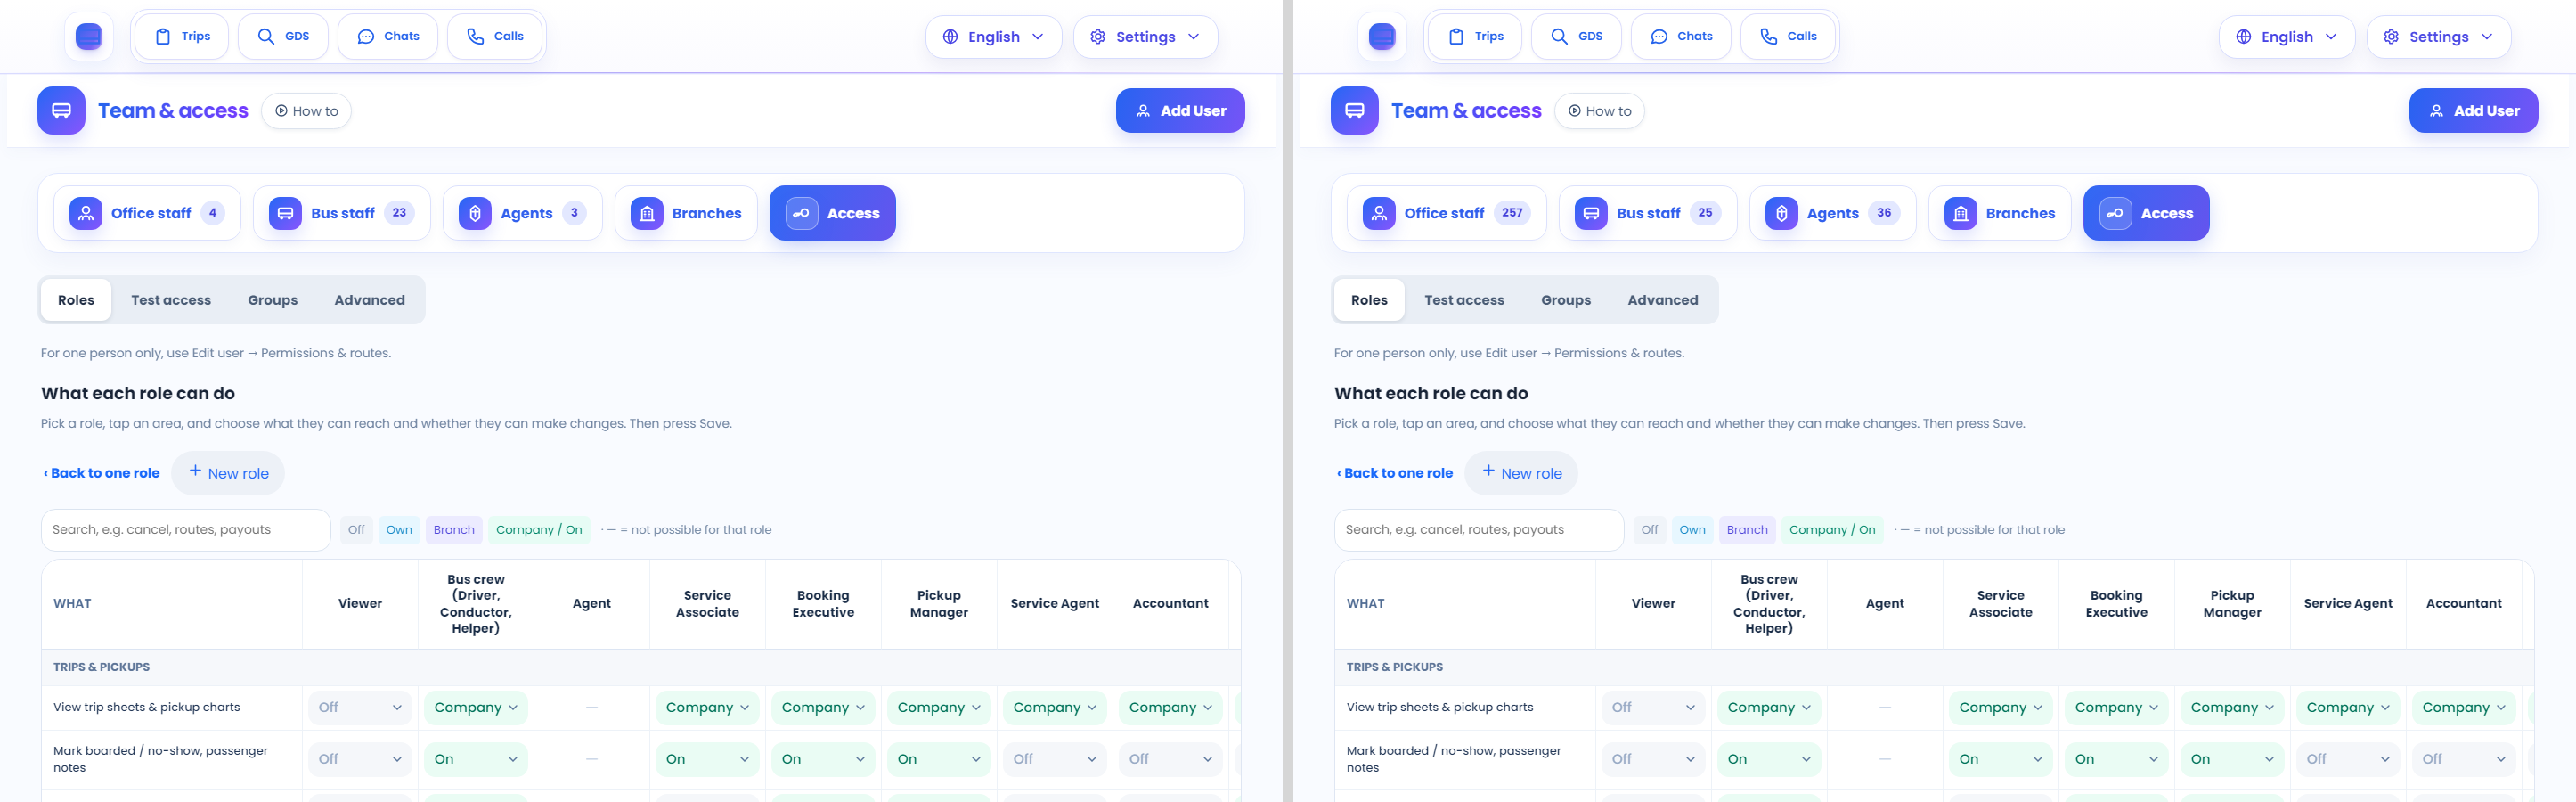 Trips GDS Chats Calls English Settings
Team & access How to Add User
Office staff 4 Bus staff 23 Agents 3 Branches Access
Roles Test access Groups Advanced
For one person only, use Edit user → Permissions & routes.
What each role can do
Pick a role, tap an area, and choose what they can reach and whether they can make changes. Then press Save.
‹ Back to one role + New role
Search, e.g. cancel, routes, payouts Off Own Branch Company / On · — = not possible for that role
WHAT Viewer Bus crew (Driver, Conductor, Helper) Agent Service Associate Booking Executive Pickup Manager Service Agent Accountant
TRIPS & PICKUPS
View trip sheets & pickup charts Off Company — Company Company Company Company Company
Mark boarded / no-show, passenger notes Off On — On On On Off Off
Trips GDS Chats Calls English Settings
Team & access How to Add User
Office staff 257 Bus staff 25 Agents 36 Branches Access
Roles Test access Groups Advanced
For one person only, use Edit user → Permissions & routes.
What each role can do
Pick a role, tap an area, and choose what they can reach and whether they can make changes. Then press Save.
‹ Back to one role + New role
Search, e.g. cancel, routes, payouts Off Own Branch Company / On · — = not possible for that role
WHAT Viewer Bus crew (Driver, Conductor, Helper) Agent Service Associate Booking Executive Pickup Manager Service Agent Accountant
TRIPS & PICKUPS
View trip sheets & pickup charts Off Company — Company Company Company Company Company
Mark boarded / no-show, passenger notes Off On — On On On Off Off